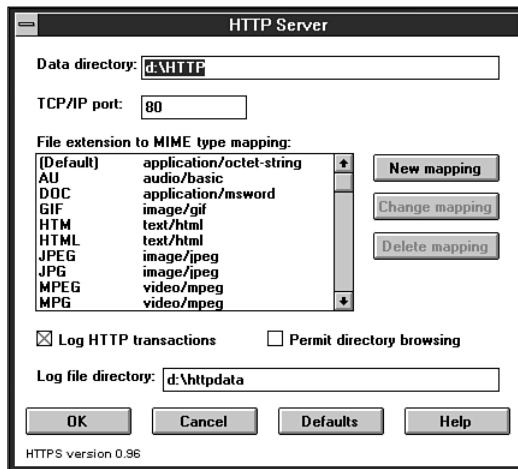 HTTP Server
Data directory: d:\HTTP
TCP/IP port: 80
File extension to MIME type mapping:
(Default) application/octet-string
AU audio/basic
DOC application/msword
GIF image/gif
HTM text/html
HTML text/html
JPEG image/jpeg
JPG image/jpeg
MPEG video/mpeg
MPG video/mpeg
New mapping
Change mapping
Delete mapping
Log HTTP transactions Permit directory browsing
Log file directory: d:\httpdata
OK Cancel Defaults Help
HTTPS version 0.96